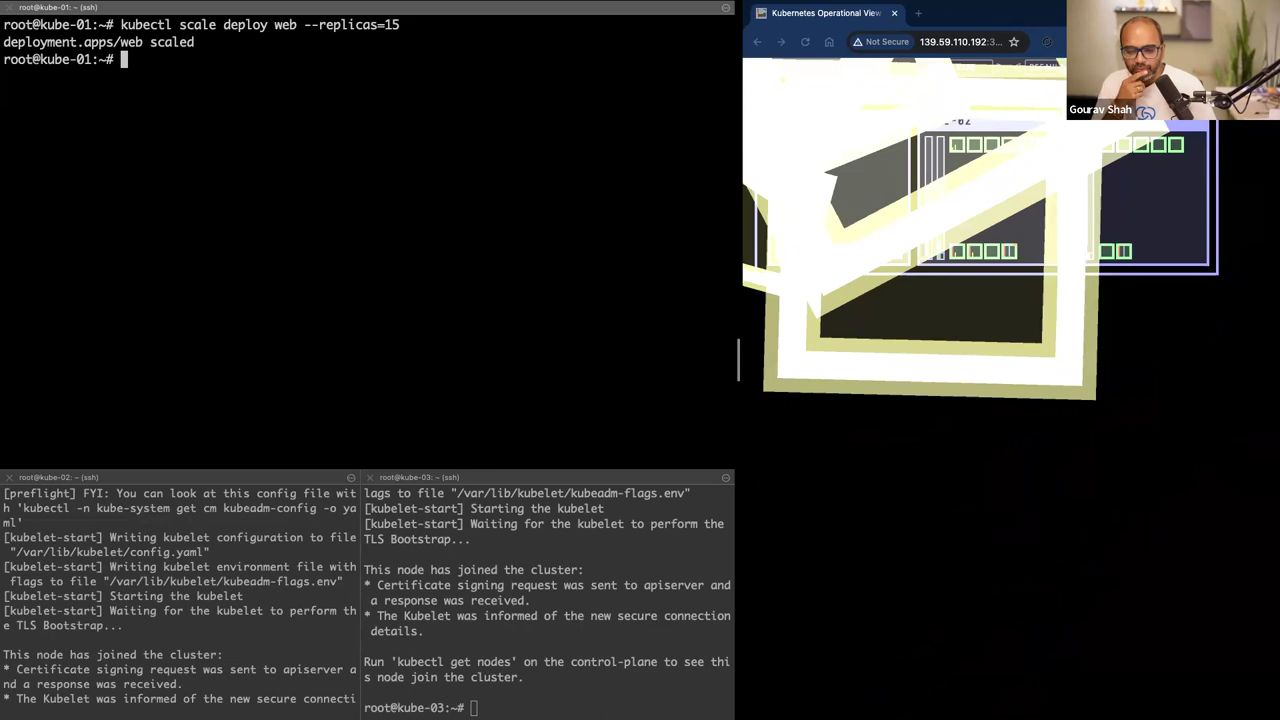 root@kube-01: ~ (ssh)
root@kube-01:~# kubectl scale deploy web --replicas=15
deployment.apps/web scaled
root@kube-01:~#
Kubernetes Operational View
Not Secure
139.59.110.192:3...
Gourav Shah
root@kube-02: ~ (ssh)
[preflight] FYI: You can look at this config file wit
h 'kubectl -n kube-system get cm kubeadm-config -o ya
ml'
[kubelet-start] Writing kubelet configuration to file
"/var/lib/kubelet/config.yaml"
[kubelet-start] Writing kubelet environment file with
flags to file "/var/lib/kubelet/kubeadm-flags.env"
[kubelet-start] Starting the kubelet
[kubelet-start] Waiting for the kubelet to perform th
e TLS Bootstrap...
This node has joined the cluster:
* Certificate signing request was sent to apiserver a
nd a response was received.
* The Kubelet was informed of the new secure connecti
root@kube-03: ~ (ssh)
lags to file "/var/lib/kubelet/kubeadm-flags.env"
[kubelet-start] Starting the kubelet
[kubelet-start] Waiting for the kubelet to perform the
TLS Bootstrap...
This node has joined the cluster:
* Certificate signing request was sent to apiserver and
a response was received.
* The Kubelet was informed of the new secure connection
details.
Run 'kubectl get nodes' on the control-plane to see thi
s node join the cluster.
root@kube-03:~#